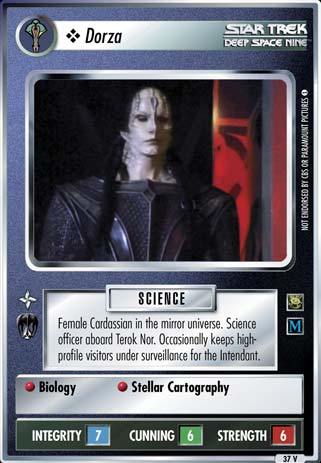 ❖ Dorza
STAR TREK
DEEP SPACE NINE
NOT ENDORSED BY CBS OR PARAMOUNT PICTURES
SCIENCE
Female Cardassian in the mirror universe. Science
officer aboard Terok Nor. Occasionally keeps high-
profile visitors under surveillance for the Intendant.
M
Biology
Stellar Cartography
INTEGRITY 7 CUNNING 6 STRENGTH 6
37 V